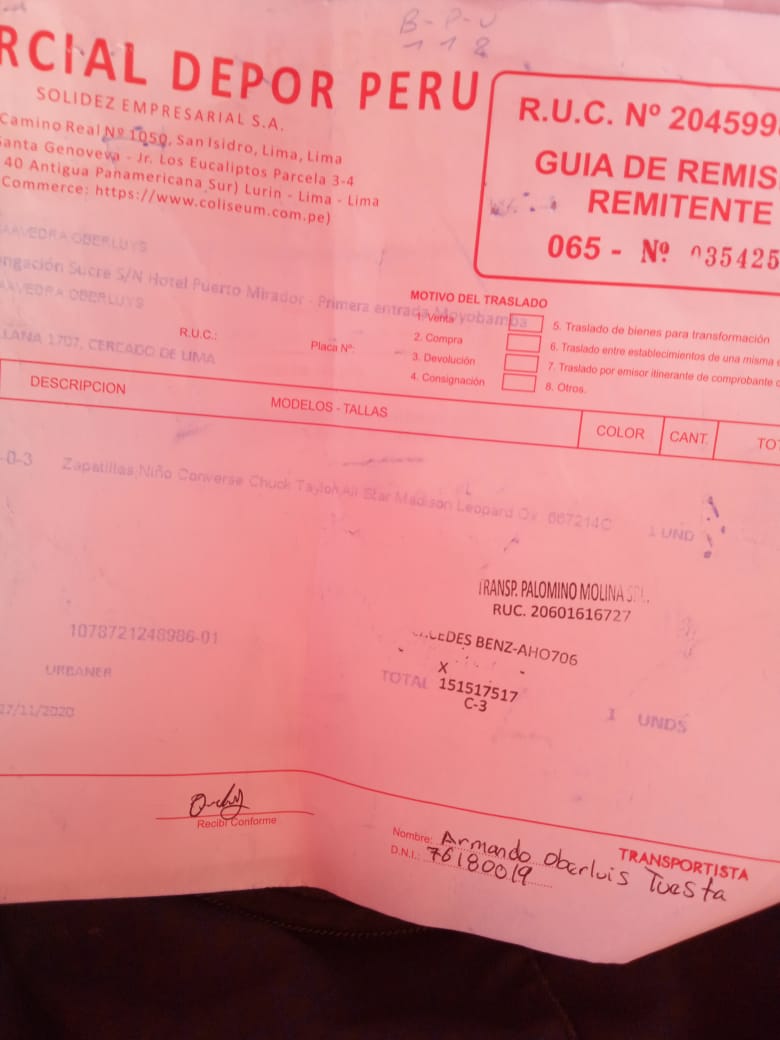 B-P-V
118
RCIAL DEPOR PERU
SOLIDEZ EMPRESARIAL S.A.
Camino Real Nº 1050, San Isidro, Lima, Lima
Santa Genoveva - Jr. Los Eucaliptos Parcela 3-4
40 Antigua Panamericana Sur) Lurin - Lima - Lima
Commerce: https://www.coliseum.com.pe)
R.U.C. Nº 204599
GUIA DE REMIS
REMITENTE
065 - Nº 035425
SAAVEDRA OBERLUYS
ngación Sucre S/N Hotel Puerto Mirador - Primera entrada Moyobamba
AAVEDRA OBERLUYS
LLANA 1707, CERCADO DE LIMA
R.U.C.:
Placa Nº:
MOTIVO DEL TRASLADO
1. Venta
2. Compra
3. Devolución
4. Consignación
5. Traslado de bienes para transformación
6. Traslado entre establecimientos de una misma e
7. Traslado por emisor itinerante de comprobante d
8. Otros.
DESCRIPCION
MODELOS - TALLAS
COLOR
CANT.
TOT
-0-3 Zapatillas Niño Converse Chuck Taylor All Star Madison Leopard Ox 667214C 1 UND
TRANSP. PALOMINO MOLINA
RUC. 20601616727
CEDES BENZ-AHO706
X
151517517
C-3
1078721248986-01
URBANER
27/11/2020
TOTAL
1 UNDS
Recibi Conforme
Nombre: Armando Oberluis Tuesta
D.N.I.: 76180019
TRANSPORTISTA